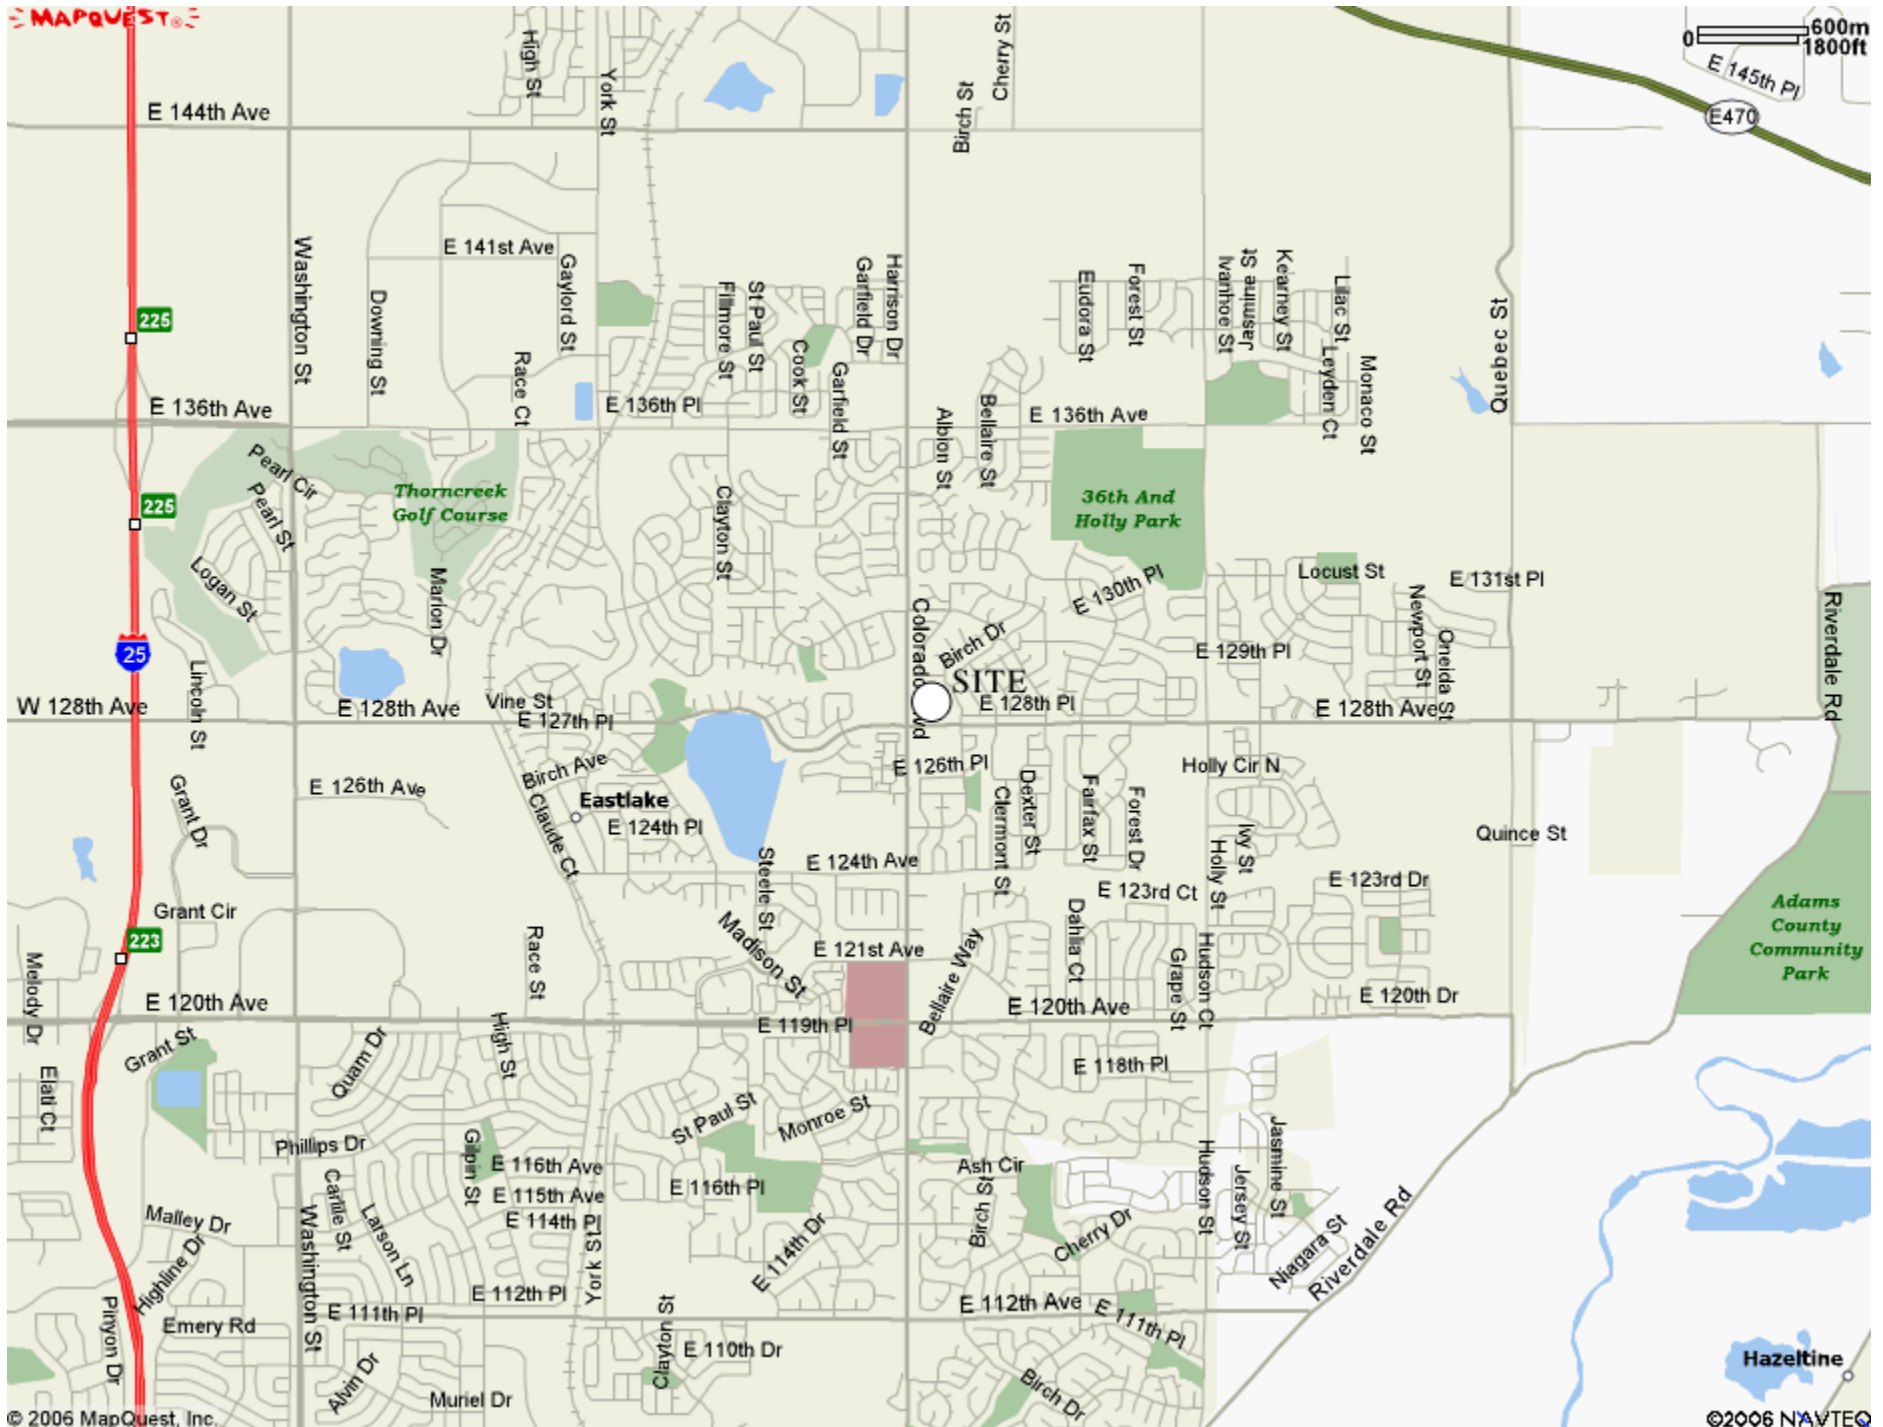 MAPQUEST®
600m
0
1800ft
High St
York St
Cherry St
Birch St
E 145th Pl
E470
E 144th Ave
Washington St
E 141st Ave
Downing St
Gaylord St
Race Ct
Fillmore St
St Paul St
Cook St
Garfield Dr
Harrison Dr
Garfield St
Eudora St
Forest St
Ivanhoe St
Jasmine St
Kearney St
Lilac St
Leyden Ct
Monaco St
Quebec St
225
E 136th Ave
E 136th Pl
Albion St
Bellaire St
E 136th Ave
Pearl Cir
Pearl St
Thorncreek
Golf Course
Clayton St
36th And
Holly Park
225
Logan St
Marion Dr
Colorado Blvd
Birch Dr
E 130th Pl
Locust St
E 131st Pl
Newport St
Oneida St
Riverdale Rd
25
Lincoln St
E 129th Pl
SITE
W 128th Ave
E 128th Ave
Vine St
E 127th Pl
E 128th Pl
E 128th Ave
Birch Ave
E 126th Pl
Holly Cir N
Grant Dr
E 126th Ave
B Claude Ct
Eastlake
E 124th Pl
Clermont St
Dexter St
Fairfax St
Forest Dr
Ivy St
Holly St
Quince St
Steele St
E 124th Ave
E 123rd Ct
E 123rd Dr
Grant Cir
223
Race St
Madison St
E 121st Ave
Bellaire Way
Dahlia Ct
Grape St
Hudson Ct
Adams
County
Community
Park
Melody Dr
E 120th Ave
E 119th Pl
E 120th Ave
E 120th Dr
Grant St
Quam Dr
High St
E 118th Pl
Elati Ct
St Paul St
Monroe St
Phillips Dr
Gilpin St
E 116th Ave
E 115th Ave
E 114th Pl
E 116th Pl
Ash Cir
Birch St
Hudson St
Jersey St
Jasmine St
Carlile St
Larson Ln
Malley Dr
Highline Dr
Washington St
York St
E 114th Dr
Cherry Dr
Niagara St
Riverdale Rd
E 112th Pl
E 111th Pl
Clayton St
E 112th Ave
E 111th Pl
Pinyon Dr
Emery Rd
E 110th Dr
Alvin Dr
Muriel Dr
Birch Dr
Hazeltine
© 2006 MapQuest, Inc.
©2006 NAVTEQ